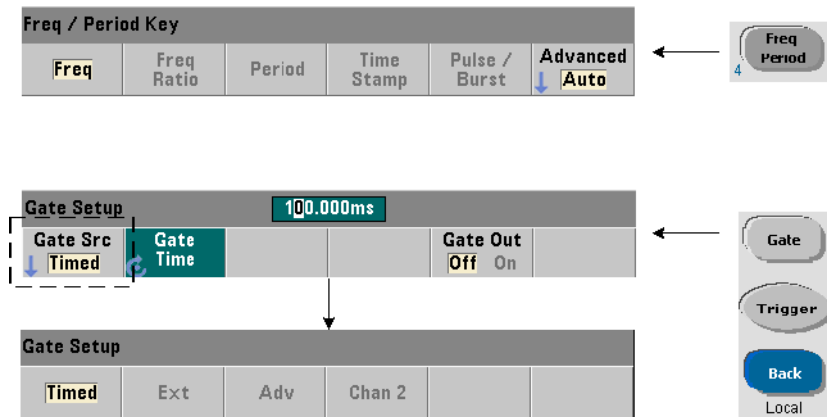 Freq / Period Key
Freq
Freq Ratio
Period
Time Stamp
Pulse / Burst
Advanced
Auto
Freq Period
4
Gate Setup
100.000ms
Gate Src
Timed
Gate Time
Gate Out
Off On
Gate
Trigger
Back
Local
Gate Setup
Timed
Ext
Adv
Chan 2